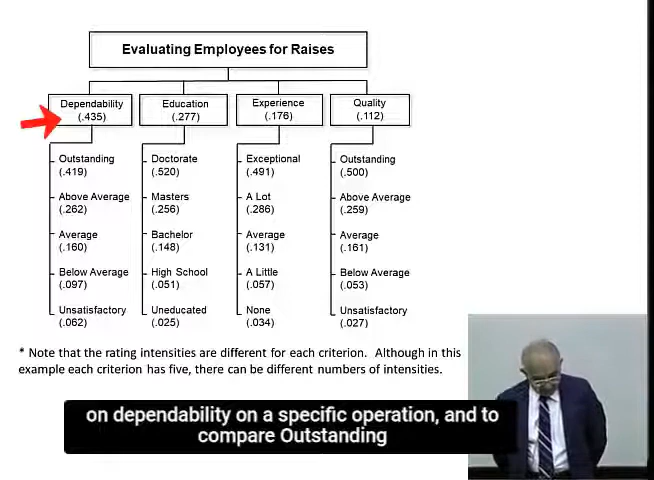 Evaluating Employees for Raises
Dependability Education Experience Quality
(.435) (.277) (.176) (.112)
Outstanding Doctorate Exceptional Outstanding
(.419) (.520) (.491) (.500)
Above Average Masters A Lot Above Average
(.262) (.256) (.286) (.259)
Average Bachelor Average Average
(.160) (.148) (.131) (.161)
Below Average High School A Little Below Average
(.097) (.051) (.057) (.053)
Unsatisfactory Uneducated None Unsatisfactory
(.062) (.025) (.034) (.027)
* Note that the rating intensities are different for each criterion. Although in this
example each criterion has five, there can be different numbers of intensities.
on dependability on a specific operation, and to
compare Outstanding